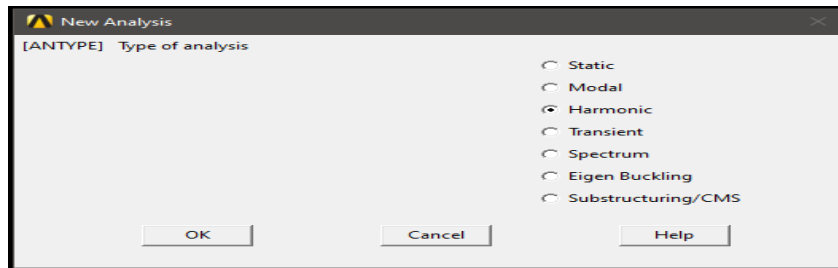 New Analysis
[ANTYPE] Type of analysis
Static
Modal
Harmonic
Transient
Spectrum
Eigen Buckling
Substructuring/CMS
OK Cancel Help